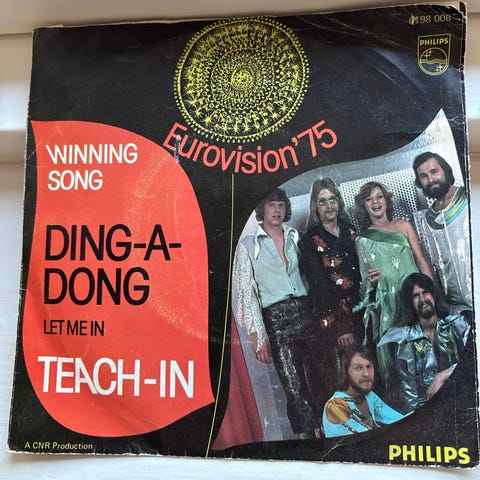 6198 008
PHILIPS
Eurovision'75
WINNING
SONG
DING-A-
DONG
LET ME IN
TEACH-IN
A CNR Production
PHILIPS